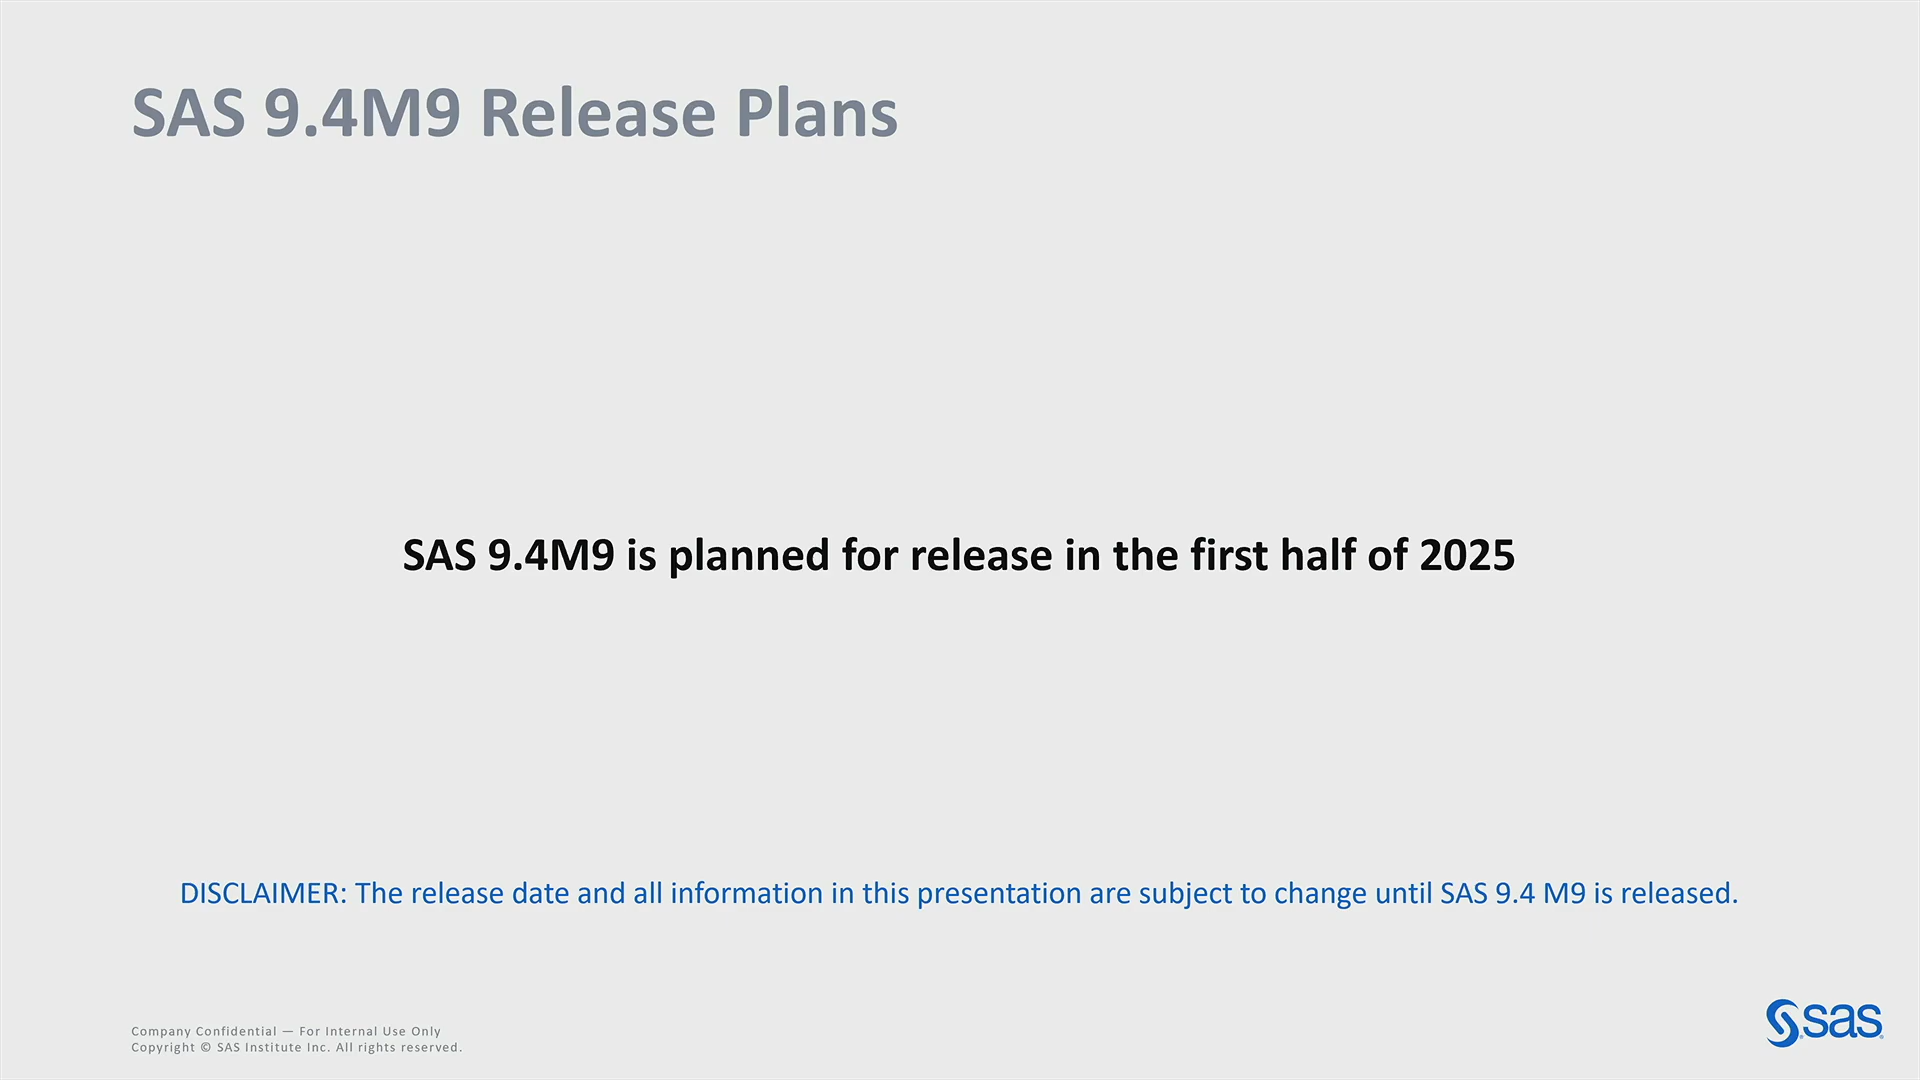 SAS 9.4M9 Release Plans
SAS 9.4M9 is planned for release in the first half of 2025
DISCLAIMER: The release date and all information in this presentation are subject to change until SAS 9.4 M9 is released.
Company Confidential — For Internal Use Only
Copyright © SAS Institute Inc. All rights reserved.
sas